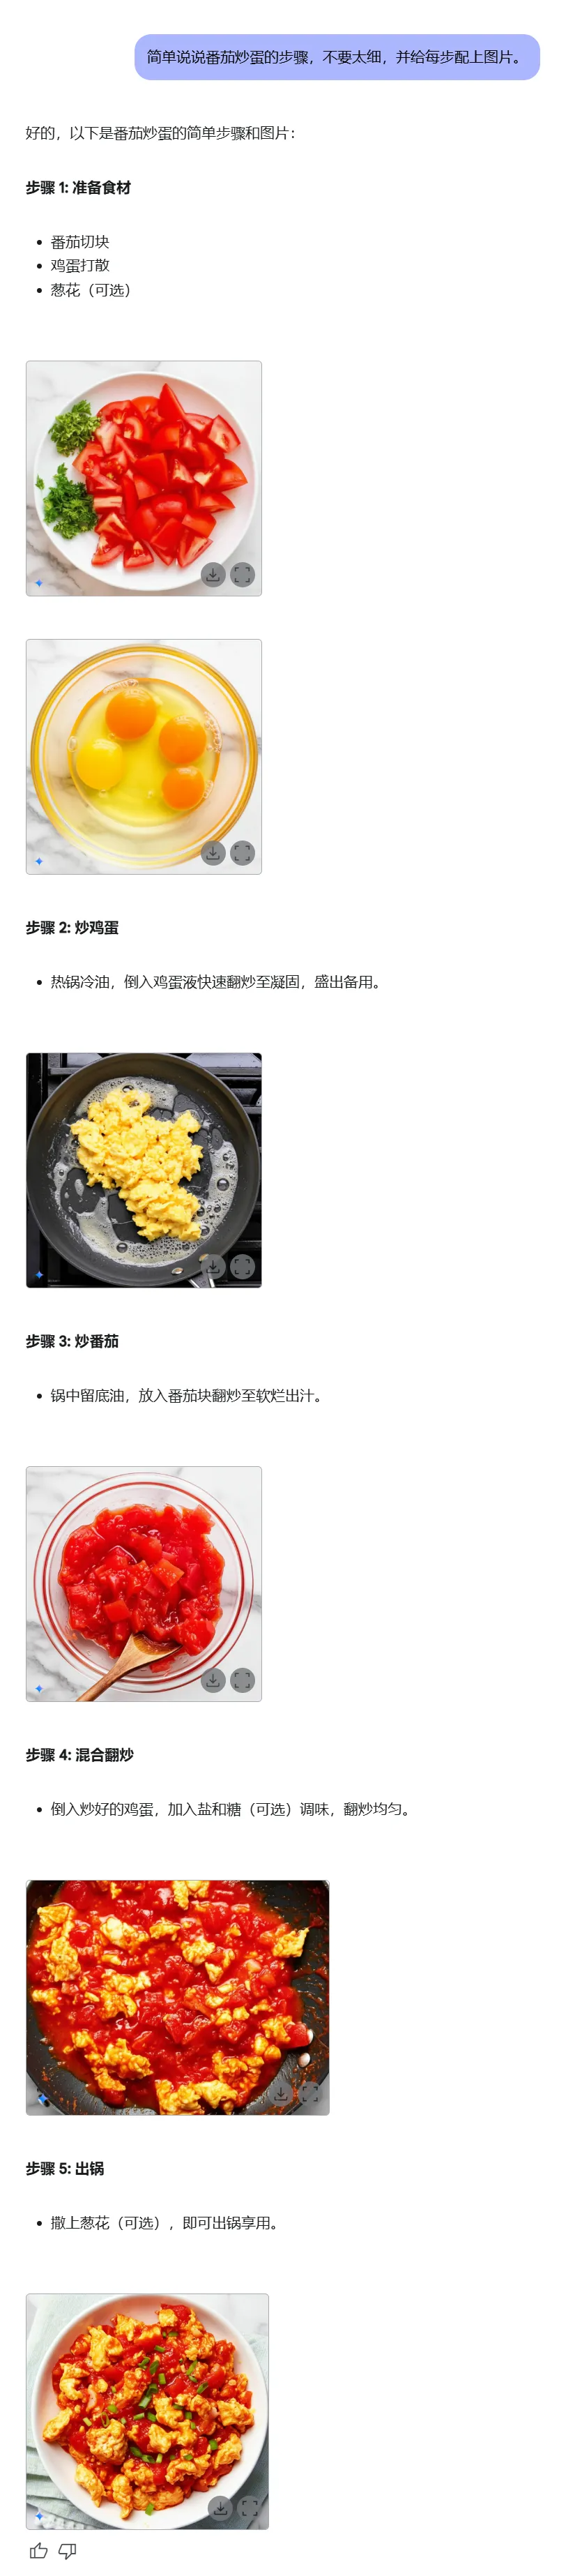 简单说说番茄炒蛋的步骤，不要太细，并给每步配上图片。
好的，以下是番茄炒蛋的简单步骤和图片：
步骤 1: 准备食材
• 番茄切块
• 鸡蛋打散
• 葱花（可选）
步骤 2: 炒鸡蛋
• 热锅冷油，倒入鸡蛋液快速翻炒至凝固，盛出备用。
步骤 3: 炒番茄
• 锅中留底油，放入番茄块翻炒至软烂出汁。
步骤 4: 混合翻炒
• 倒入炒好的鸡蛋，加入盐和糖（可选）调味，翻炒均匀。
步骤 5: 出锅
• 撒上葱花（可选），即可出锅享用。